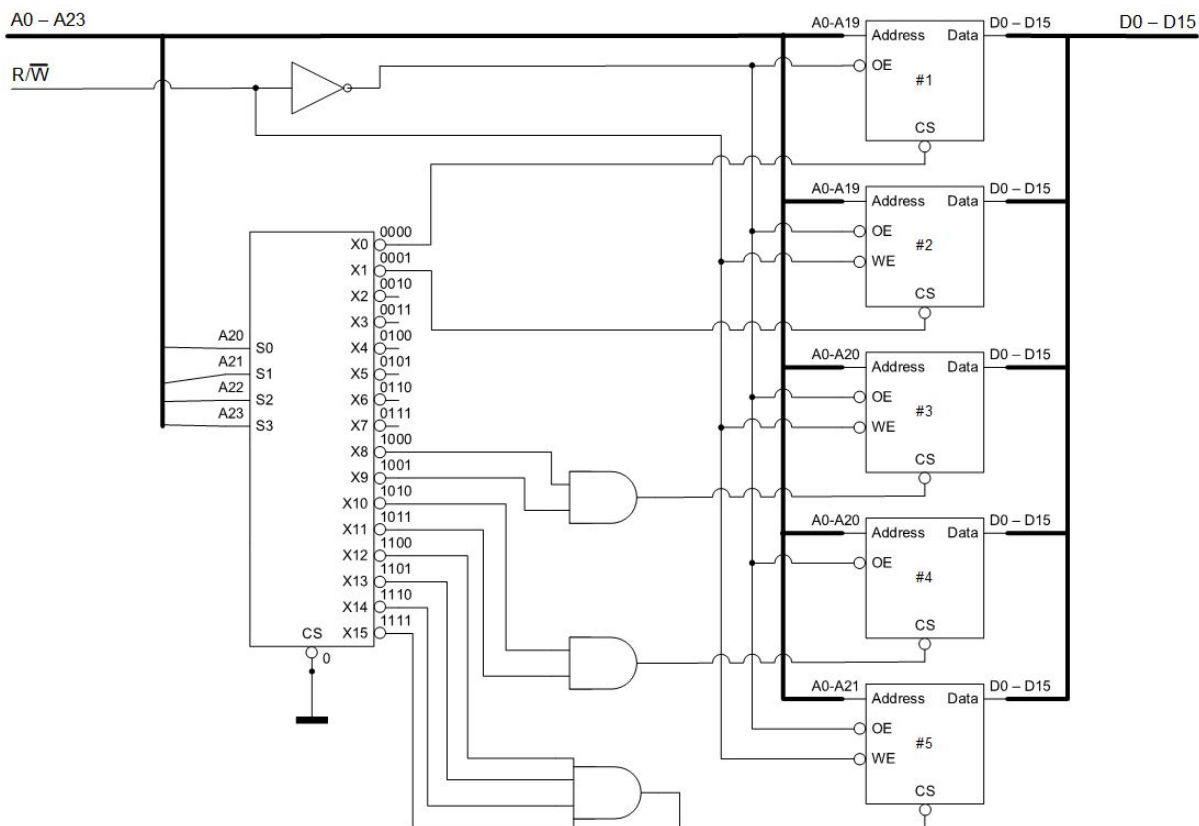 A0 – A23
A0-A19 D0 – D15
D0 – D15
Address Data
R/W̅
OE
#1
CS
A0-A19 D0 – D15
Address Data
OE
#2
WE
CS
X0 0000
X1 0001
X2 0010
X3 0011
A20 S0 X4 0100
A21 S1 X5 0101
A22 S2 X6 0110
A23 S3 X7 0111
X8 1000
X9 1001
X10 1010
X11 1011
X12 1100
X13 1101
X14 1110
CS X15 1111
0
A0-A20 D0 – D15
Address Data
OE
#3
WE
CS
A0-A20 D0 – D15
Address Data
OE
#4
CS
A0-A21 D0 – D15
Address Data
OE
#5
WE
CS